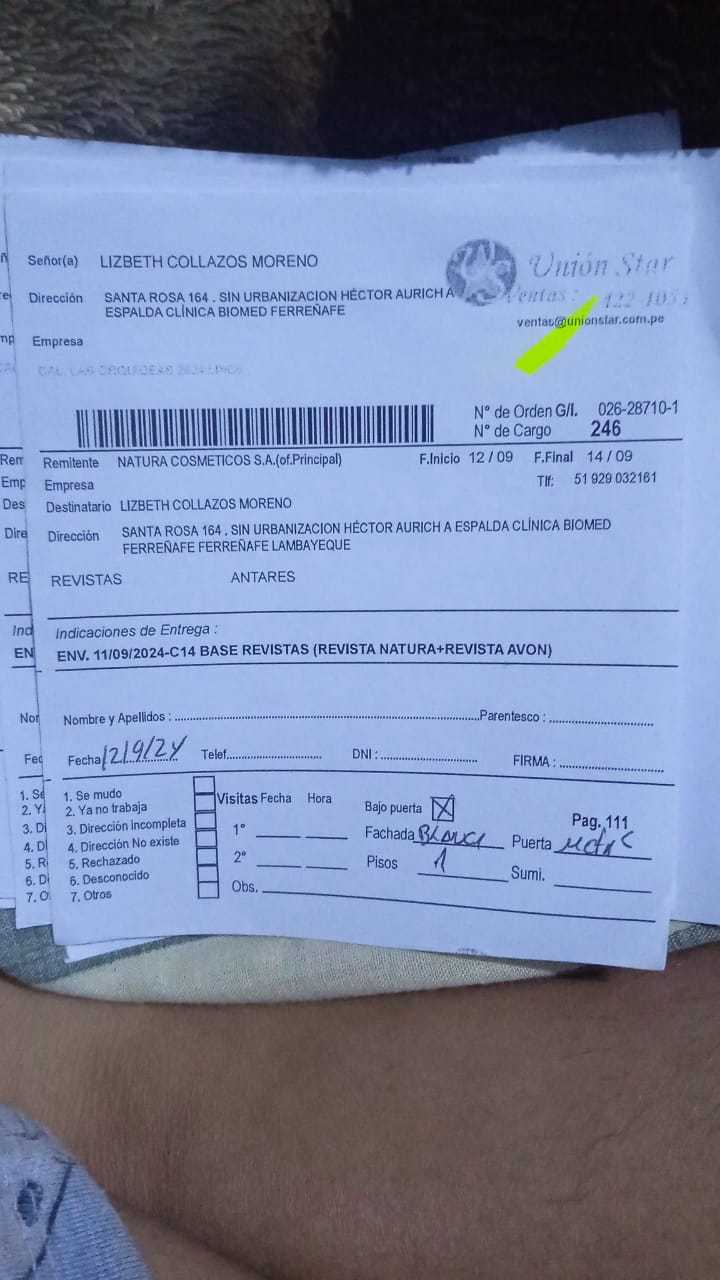 Señor(a) LIZBETH COLLAZOS MORENO
Unión Star
Dirección SANTA ROSA 164 . SIN URBANIZACION HÉCTOR AURICH A
ESPALDA CLÍNICA BIOMED FERREÑAFE
Ventas :
ventas@unionstar.com.pe
Empresa
N° de Orden G/I. 026-28710-1
N° de Cargo 246
Remitente NATURA COSMETICOS S.A.(of.Principal) F.Inicio 12 / 09 F.Final 14 / 09
Empresa Tlf: 51 929 032161
Destinatario LIZBETH COLLAZOS MORENO
Dirección SANTA ROSA 164 . SIN URBANIZACION HÉCTOR AURICH A ESPALDA CLÍNICA BIOMED
FERREÑAFE FERREÑAFE LAMBAYEQUE
REVISTAS ANTARES
Indicaciones de Entrega :
ENV. 11/09/2024-C14 BASE REVISTAS (REVISTA NATURA+REVISTA AVON)
Nombre y Apellidos : Parentesco :
Fecha 12/9/24 Telef. DNI : FIRMA :
1. Se mudo
2. Ya no trabaja
3. Dirección incompleta
4. Dirección No existe
5. Rechazado
6. Desconocido
7. Otros
Visitas Fecha Hora
1°
2°
Obs.
Bajo puerta X
Pag. 111
Fachada Blanca Puerta
Pisos 1 Sumi.